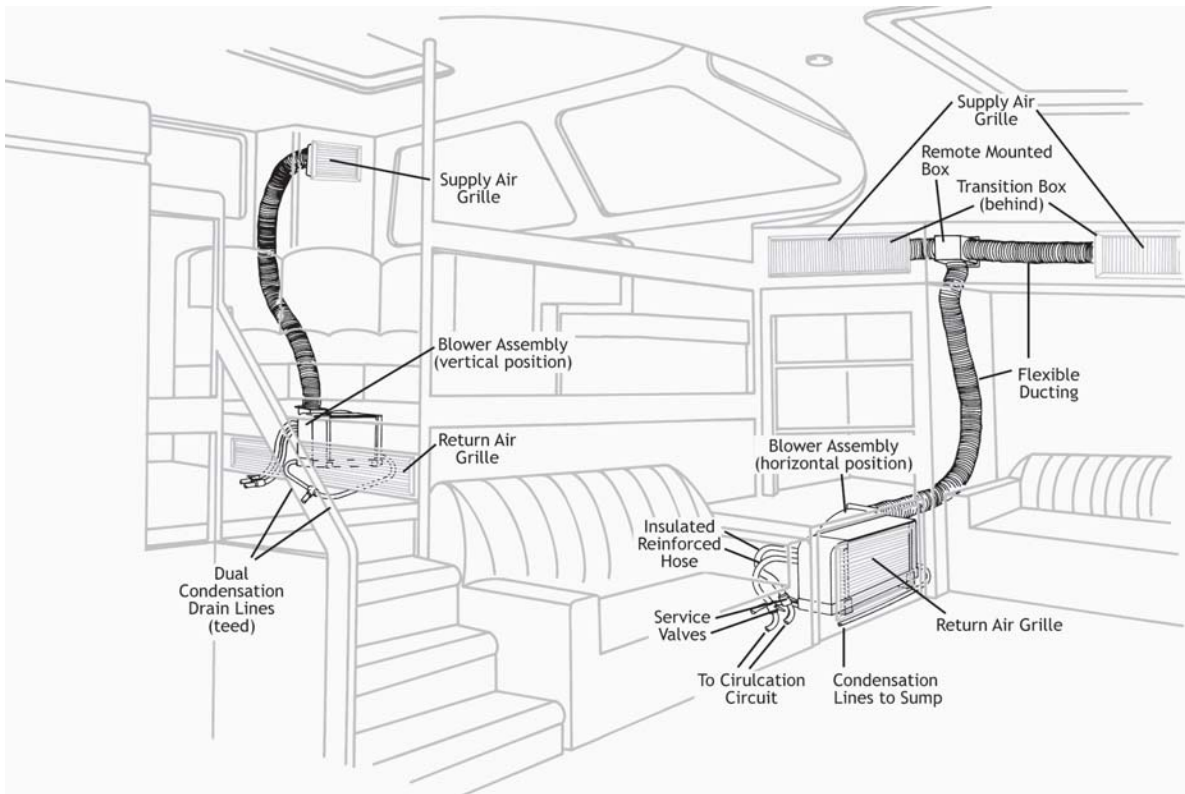 Supply Air
Grille
Remote Mounted
Box
Transition Box
(behind)
Supply Air
Grille
Blower Assembly
(vertical position)
Return Air
Grille
Flexible
Ducting
Blower Assembly
(horizontal position)
Insulated
Reinforced
Hose
Dual
Condensation
Drain Lines
(teed)
Service
Valves
Return Air Grille
To Cirulcation
Circuit
Condensation
Lines to Sump